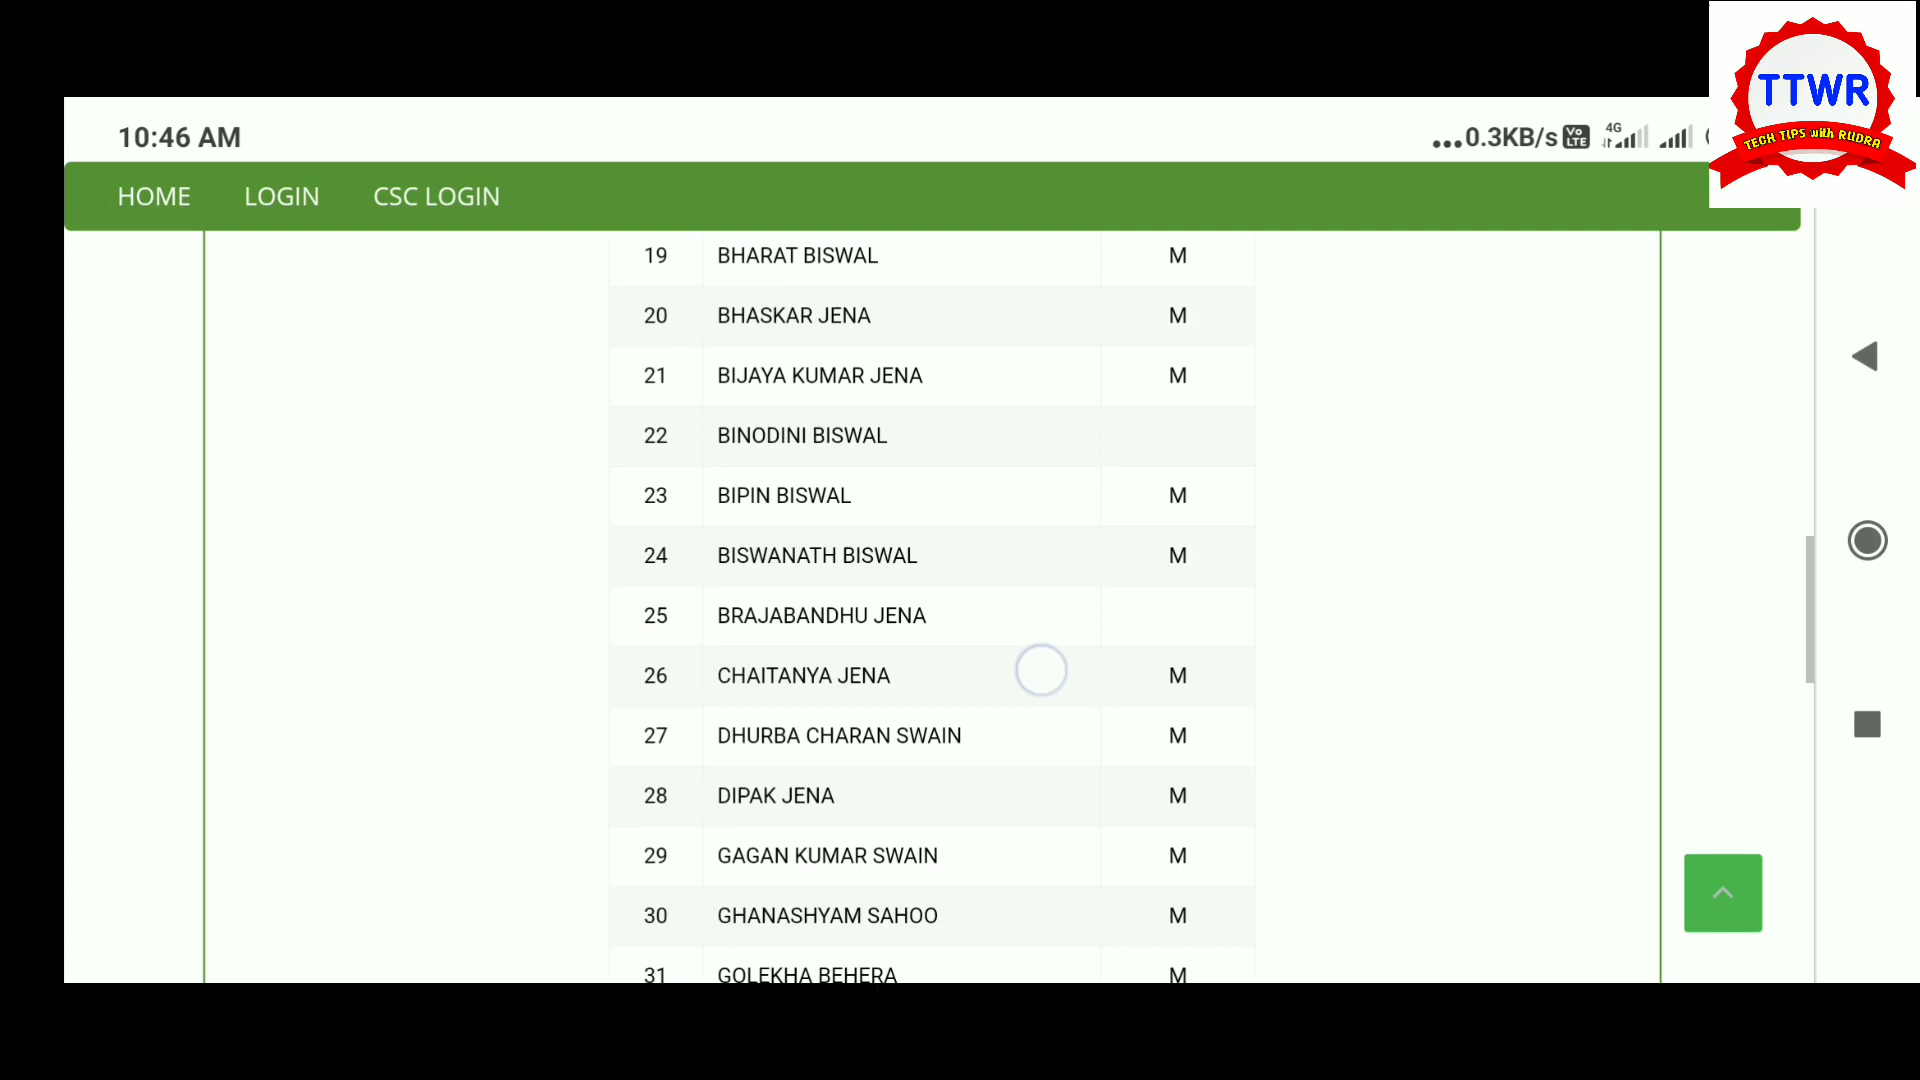 TTWR
TECH TIPS with RUDRA
10:46 AM
...0.3KB/s Vo LTE 4G
HOME LOGIN CSC LOGIN
19 BHARAT BISWAL M
20 BHASKAR JENA M
21 BIJAYA KUMAR JENA M
22 BINODINI BISWAL
23 BIPIN BISWAL M
24 BISWANATH BISWAL M
25 BRAJABANDHU JENA
26 CHAITANYA JENA M
27 DHURBA CHARAN SWAIN M
28 DIPAK JENA M
29 GAGAN KUMAR SWAIN M
30 GHANASHYAM SAHOO M
31 GOLEKHA BEHERA M